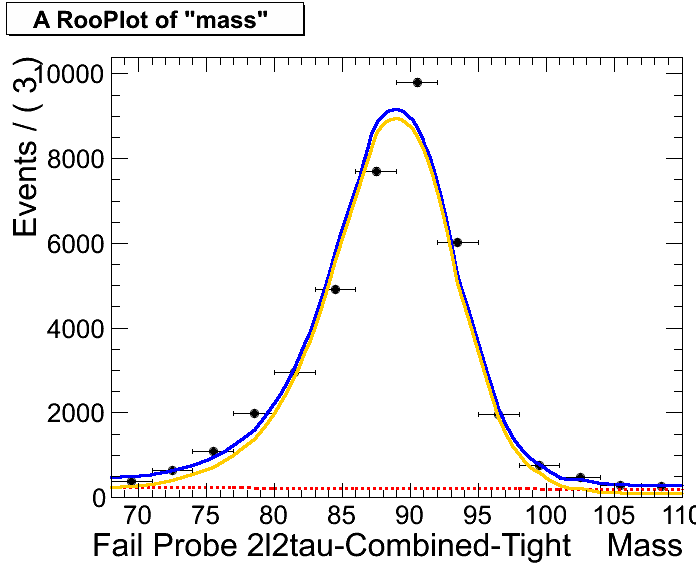 A RooPlot of "mass"
Events / ( 3 )
10000
8000
6000
4000
2000
0
70 75 80 85 90 95 100 105 110
Fail Probe 2l2tau-Combined-Tight Mass